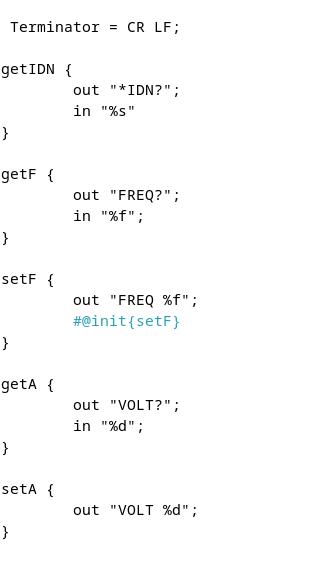 Terminator = CR LF;
getIDN {
out "*IDN?";
in "%s"
}
getF {
out "FREQ?";
in "%f";
}
setF {
out "FREQ %f";
#@init{setF}
}
getA {
out "VOLT?";
in "%d";
}
setA {
out "VOLT %d";
}